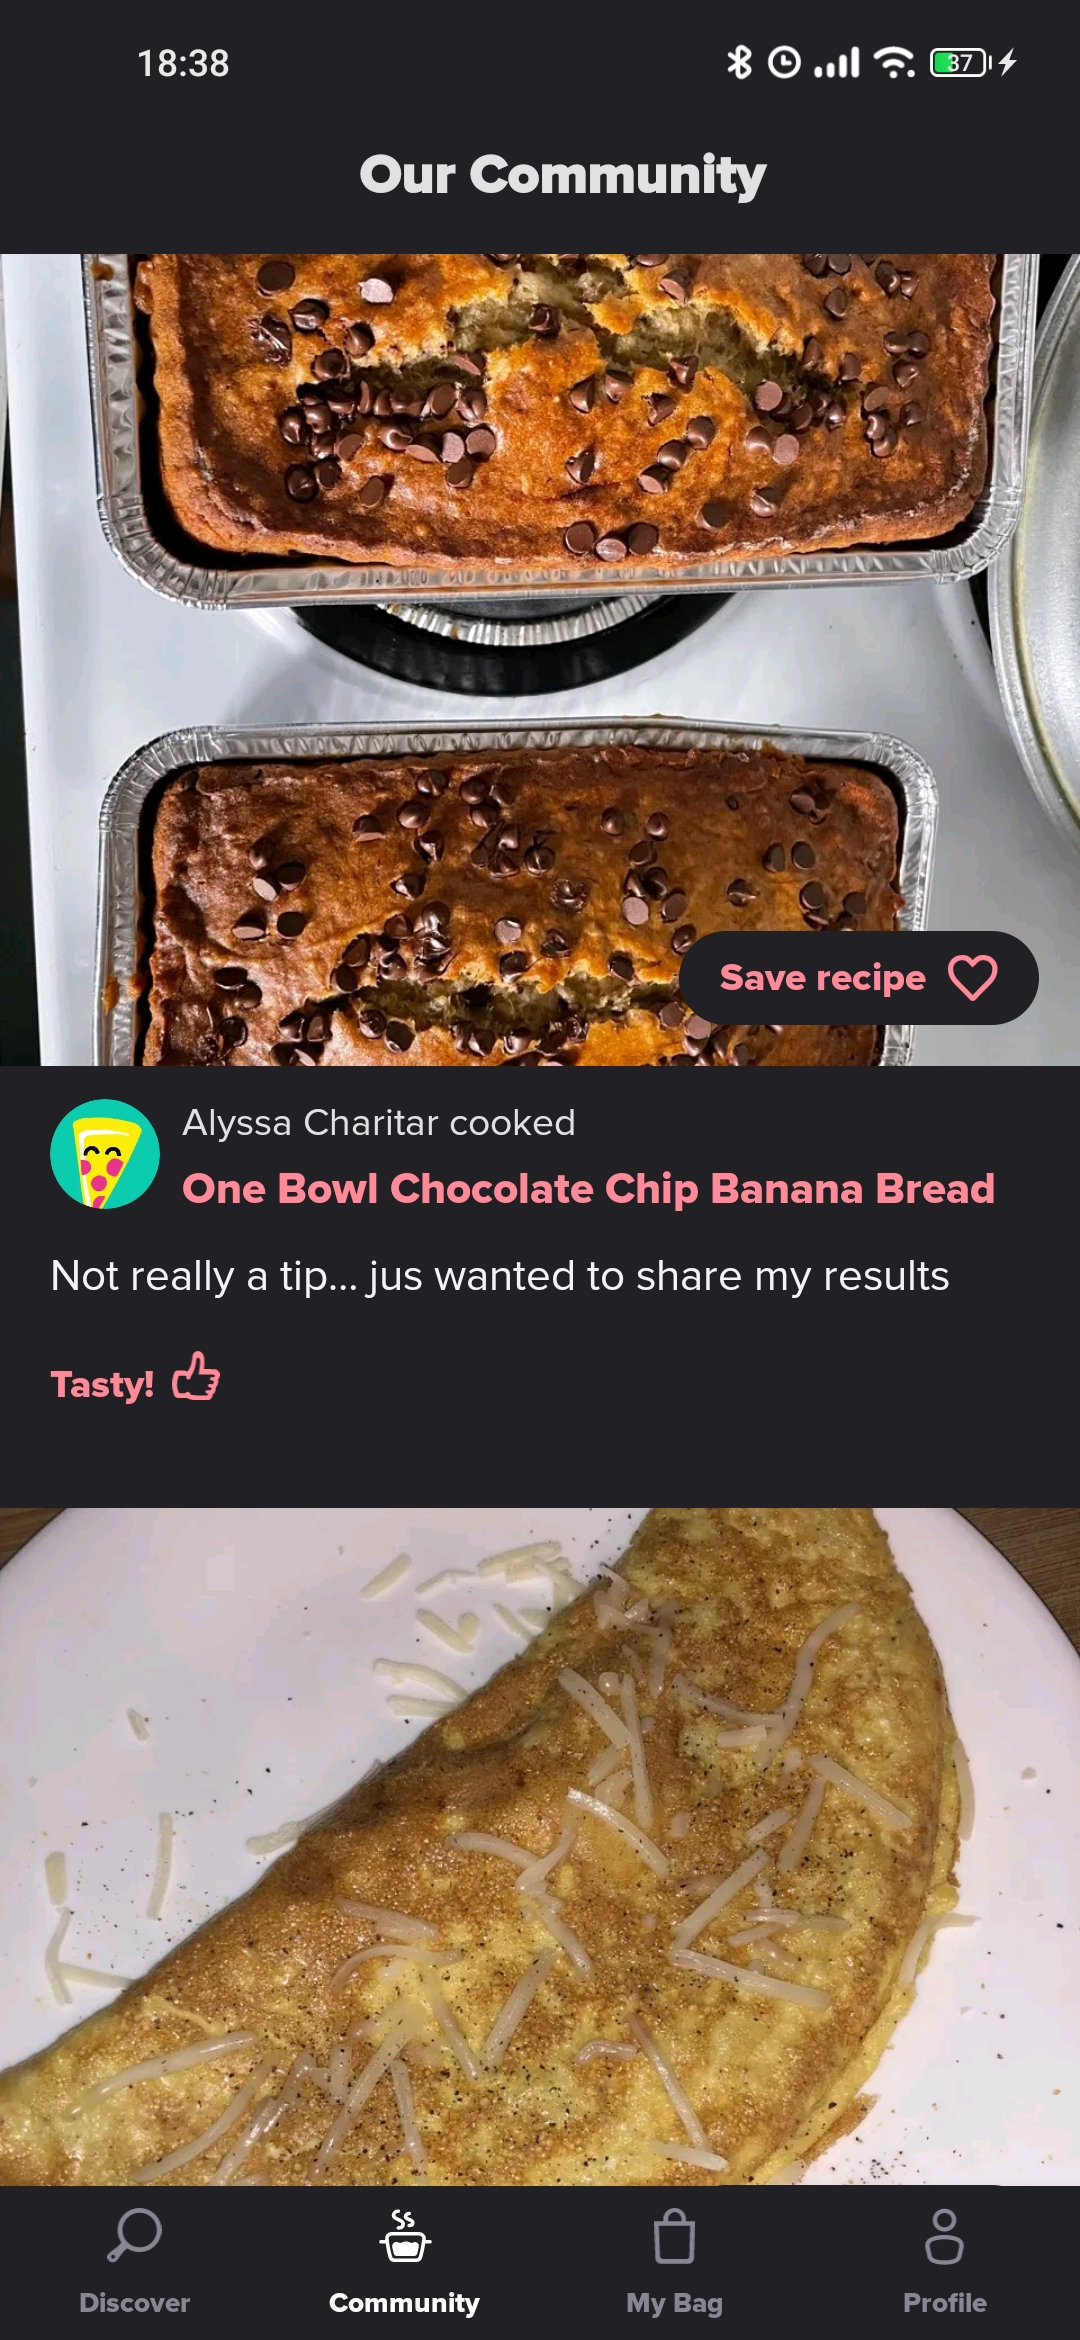 18:38
37
Our Community
Save recipe
Alyssa Charitar cooked
One Bowl Chocolate Chip Banana Bread
Not really a tip... jus wanted to share my results
Tasty!
Discover
Community
My Bag
Profile